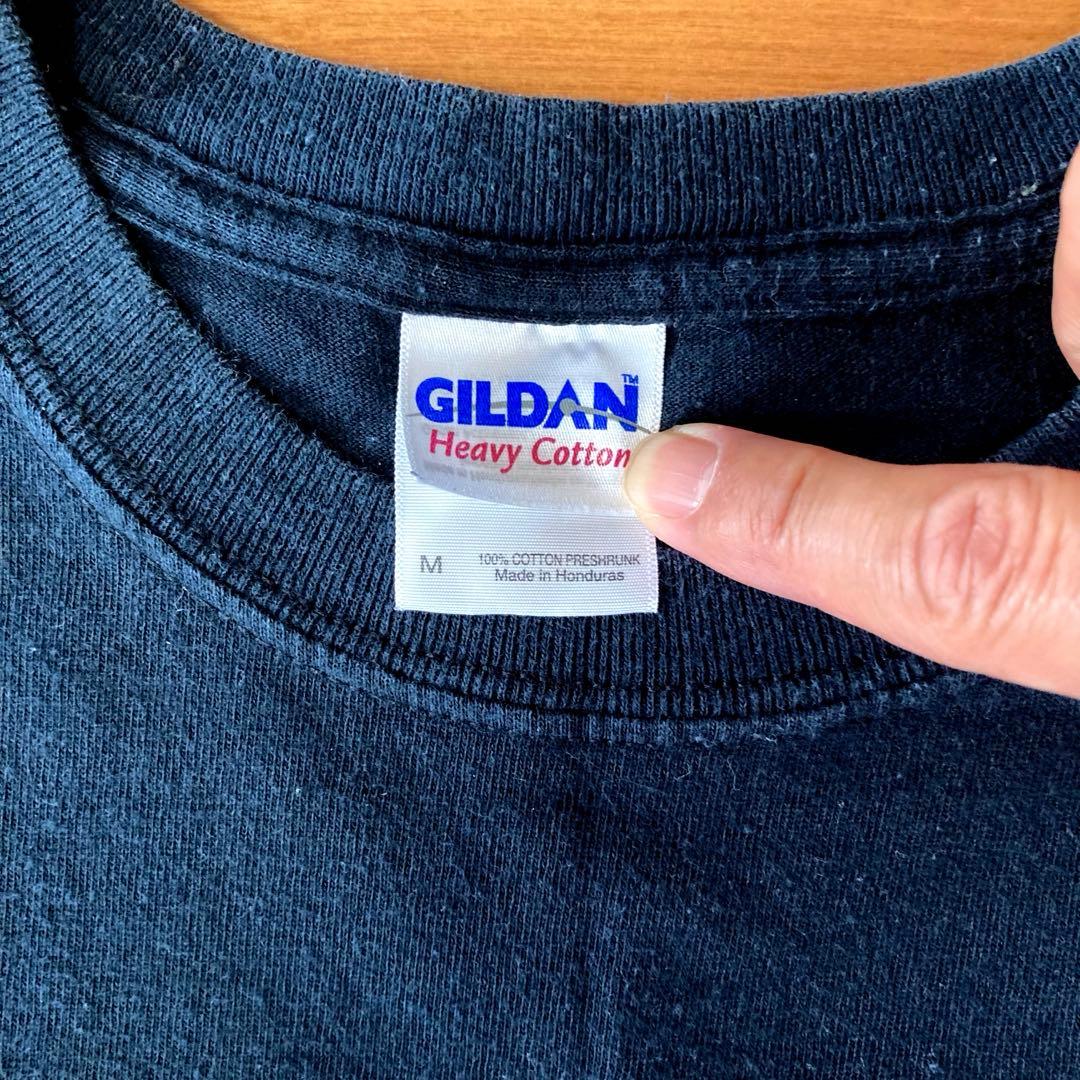 GILDAN™
Heavy Cotton
M
100% COTTON PRESHRUNK
Made in Honduras